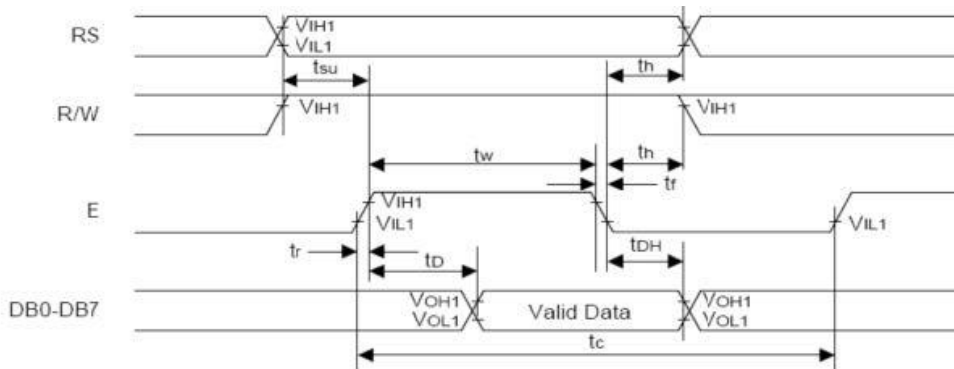 RS
VIH1
VIL1
tsu
th
R/W
VIH1
VIH1
tw
th
tf
E
VIH1
VIL1
VIL1
tr
tD
tDH
DB0-DB7
VOH1
VOL1
Valid Data
VOH1
VOL1
tc